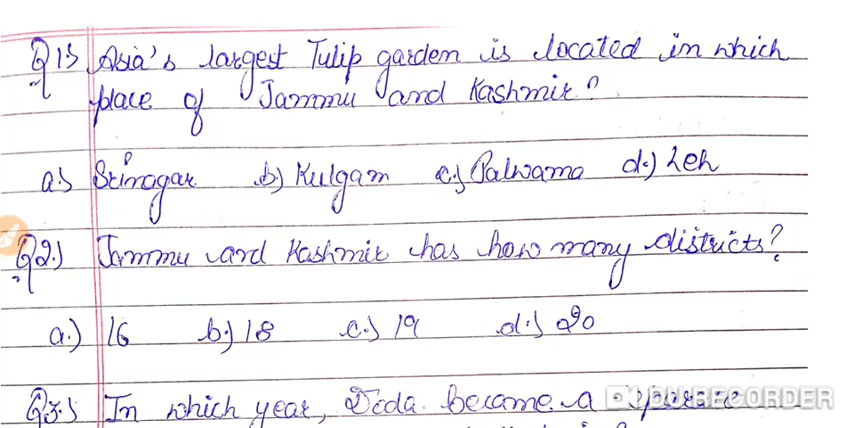 Q1.) Asia's largest Tulip garden is located in which
place of Jammu and Kashmir?
a.) Srinagar b.) Kulgam c.) Pulwama d.) Leh
Q2.) Jammu and Kashmir has how many districts?
a.) 16 b.) 18 c.) 19 d.) 20
Q3.) In which year, Doda became a
RECORDER